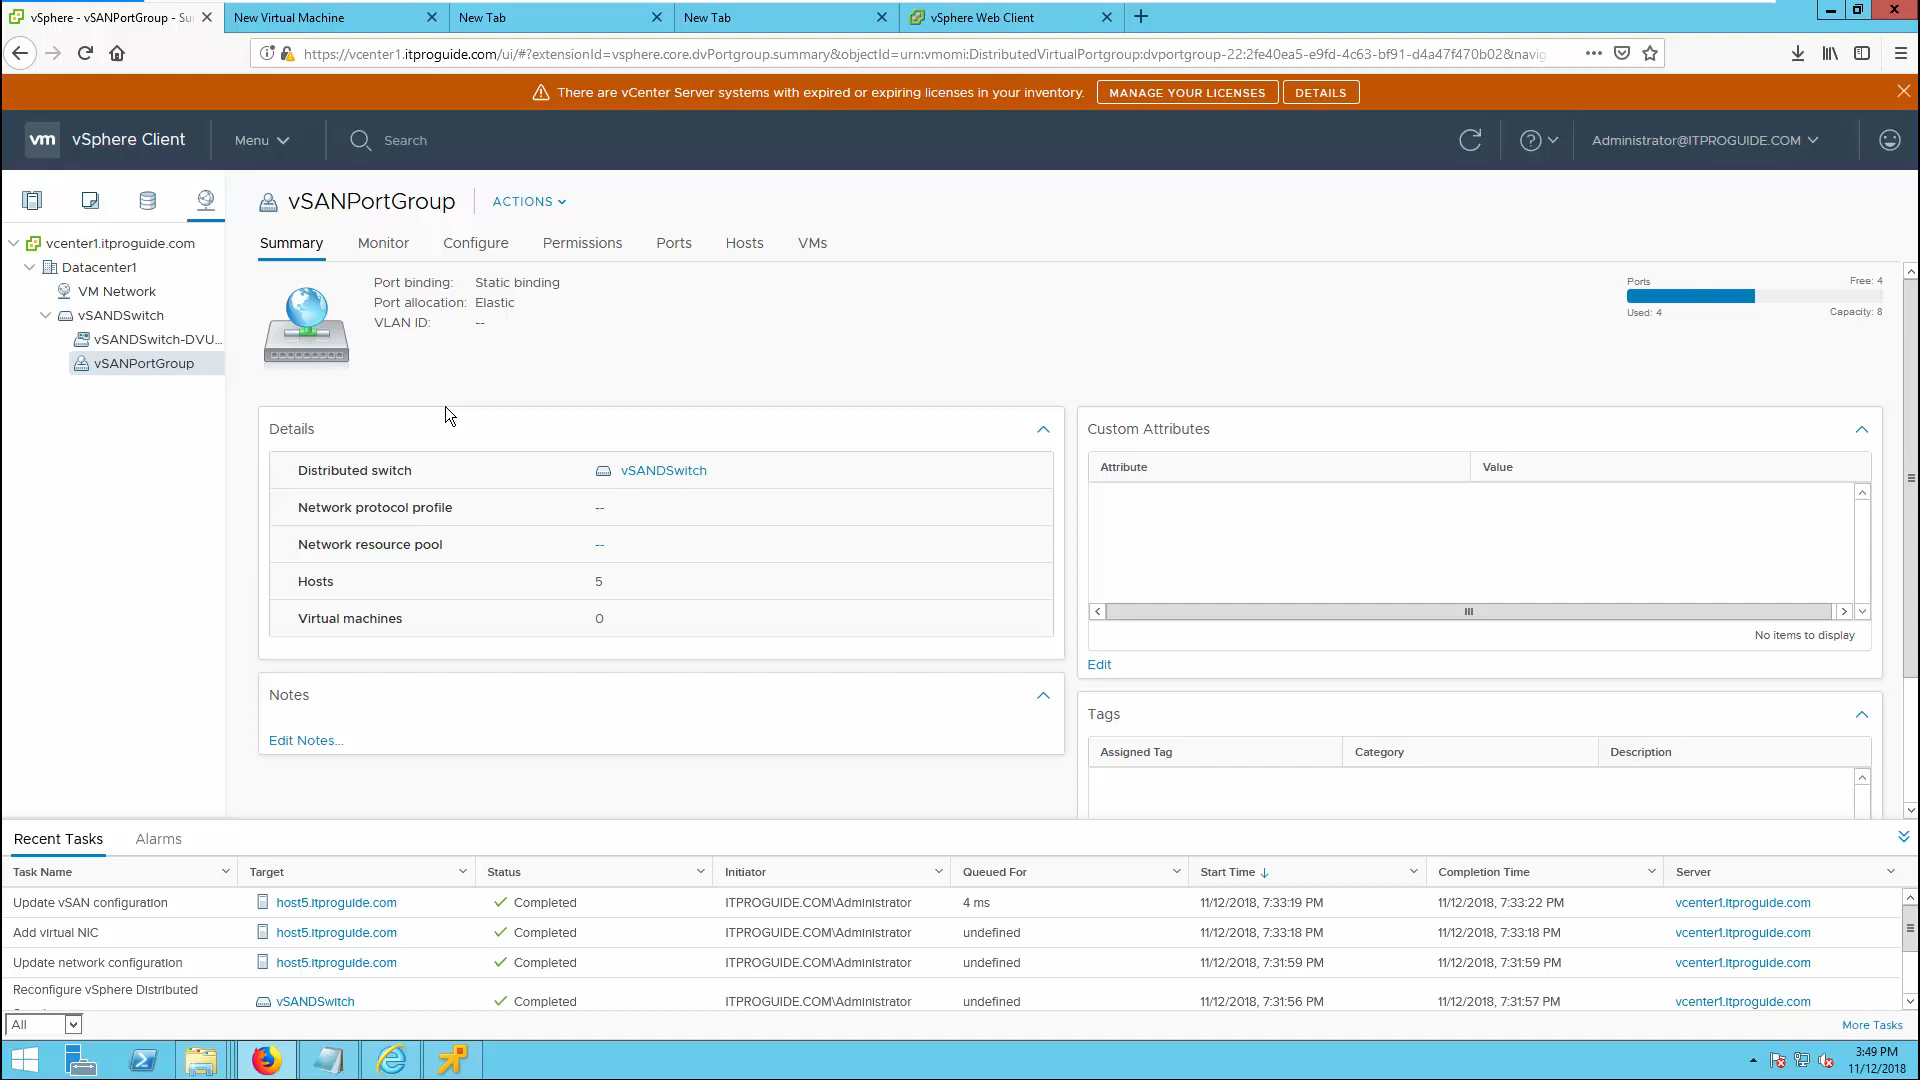 vSphere - vSANPortGroup - Su
New Virtual Machine
New Tab
New Tab
vSphere Web Client
https://vcenter1.itproguide.com/ui/#?extensionId=vsphere.core.dvPortgroup.summary&objectId=urn:vmomi:DistributedVirtualPortgroup:dvportgroup-22:2fe40ea5-e9fd-4c63-bf91-d4a47f470b02&navig
There are vCenter Server systems with expired or expiring licenses in your inventory.
MANAGE YOUR LICENSES
DETAILS
vm
vSphere Client
Menu
Search
Administrator@ITPROGUIDE.COM
vcenter1.itproguide.com
Datacenter1
VM Network
vSANDSwitch
vSANDSwitch-DVU...
vSANPortGroup
vSANPortGroup
ACTIONS
Summary
Monitor
Configure
Permissions
Ports
Hosts
VMs
Port binding: Static binding
Port allocation: Elastic
VLAN ID: --
Ports
Free: 4
Used: 4
Capacity: 8
Details
Distributed switch vSANDSwitch
Network protocol profile --
Network resource pool --
Hosts 5
Virtual machines 0
Notes
Edit Notes...
Custom Attributes
Attribute Value
No items to display
Edit
Tags
Assigned Tag Category Description
Recent Tasks
Alarms
Task Name Target Status Initiator Queued For Start Time Completion Time Server
Update vSAN configuration host5.itproguide.com Completed ITPROGUIDE.COM\Administrator 4 ms 11/12/2018, 7:33:19 PM 11/12/2018, 7:33:22 PM vcenter1.itproguide.com
Add virtual NIC host5.itproguide.com Completed ITPROGUIDE.COM\Administrator undefined 11/12/2018, 7:33:18 PM 11/12/2018, 7:33:18 PM vcenter1.itproguide.com
Update network configuration host5.itproguide.com Completed ITPROGUIDE.COM\Administrator undefined 11/12/2018, 7:31:59 PM 11/12/2018, 7:31:59 PM vcenter1.itproguide.com
Reconfigure vSphere Distributed vSANDSwitch Completed ITPROGUIDE.COM\Administrator undefined 11/12/2018, 7:31:56 PM 11/12/2018, 7:31:57 PM vcenter1.itproguide.com
All
More Tasks
3:49 PM
11/12/2018